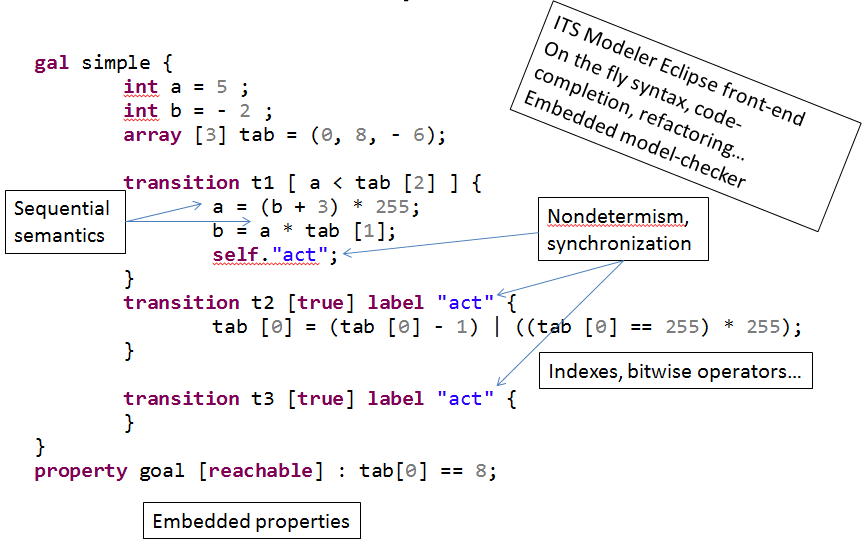 ITS Modeler Eclipse front-end
On the fly syntax, code-
completion, refactoring...
Embedded model-checker
gal simple {
int a = 5 ;
int b = - 2 ;
array [3] tab = (0, 8, - 6);
transition t1 [ a < tab [2] ] {
a = (b + 3) * 255;
b = a * tab [1];
self."act";
}
Sequential
semantics
Nondetermism,
synchronization
transition t2 [true] label "act" {
tab [0] = (tab [0] - 1) | ((tab [0] == 255) * 255);
}
Indexes, bitwise operators...
transition t3 [true] label "act" {
}
}
property goal [reachable] : tab[0] == 8;
Embedded properties